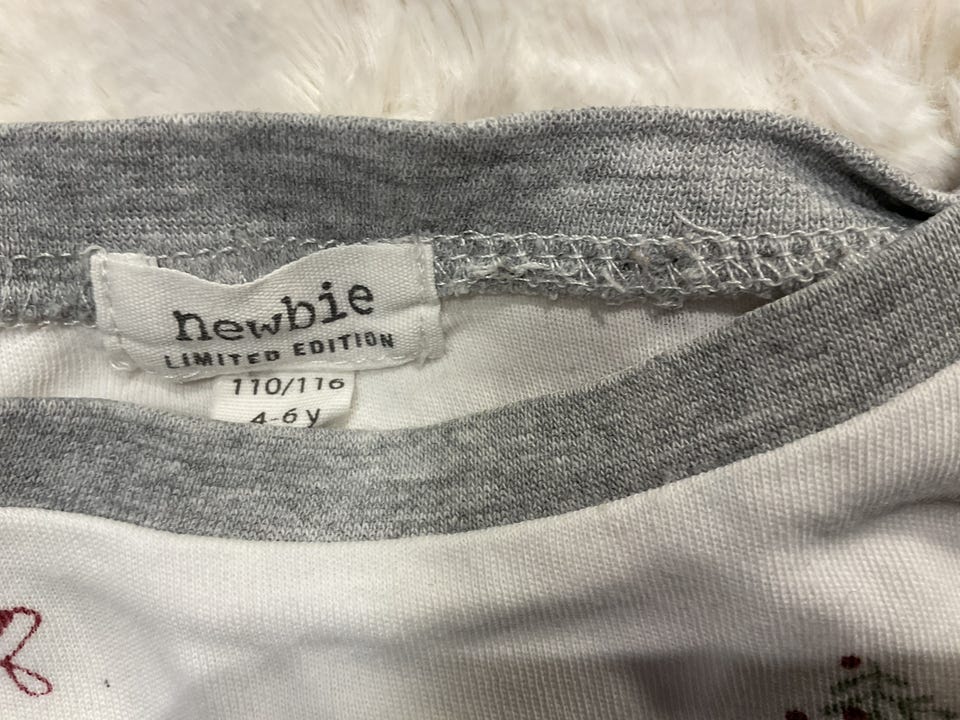 newbie
LIMITED EDITION
110/116
4-6 y